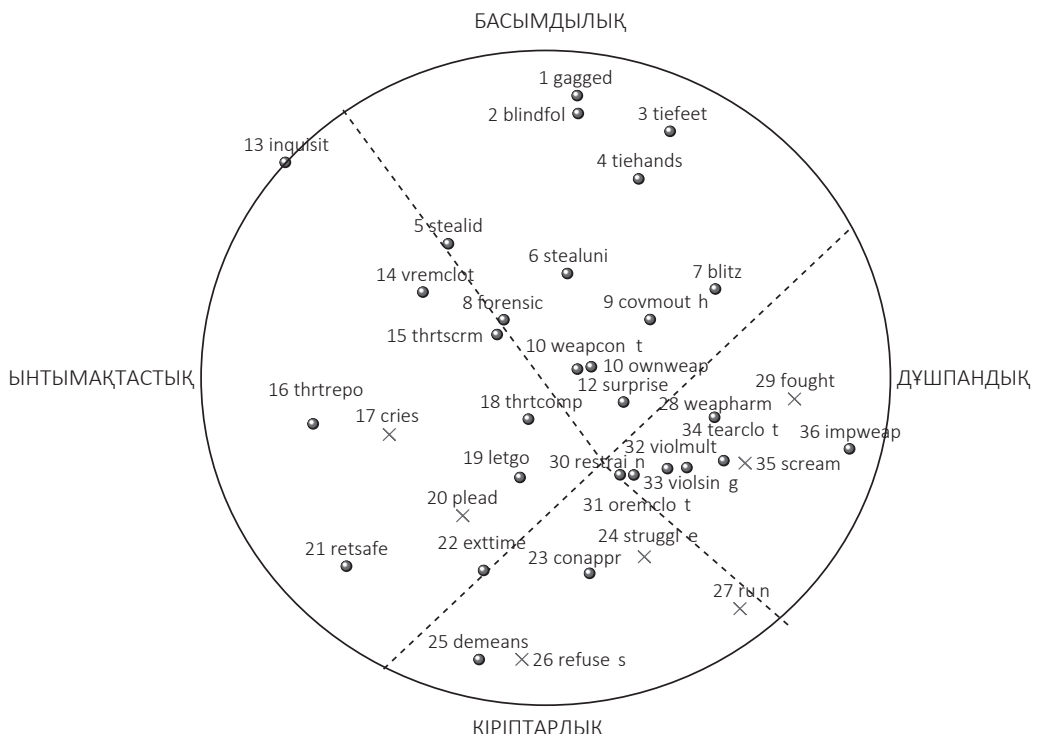 БАСЫМДЫЛЫҚ
1 gagged
2 blindfol
3 tiefeet
13 inquisit
4 tiehands
5 stealid
6 stealuni
14 vremclot
7 blitz
8 forensic
9 covmout h
15 thrtscrm
10 weapcon t
10 ownweap
ЫНТЫМАҚТАСТЫҚ
ДҰШПАНДЫҚ
12 surprise
29 fought
16 thrtrepo
18 thrtcomp
28 weapharm
17 cries
34 tearclo t
36 impweap
32 violmult
19 letgo
30 restrai n
35 scream
33 violsin g
20 plead
31 oremclo t
24 struggl e
22 exttime
21 retsafe
23 conappr
27 ru n
25 demeans
26 refuse s
КІРІПТАРЛЫҚ